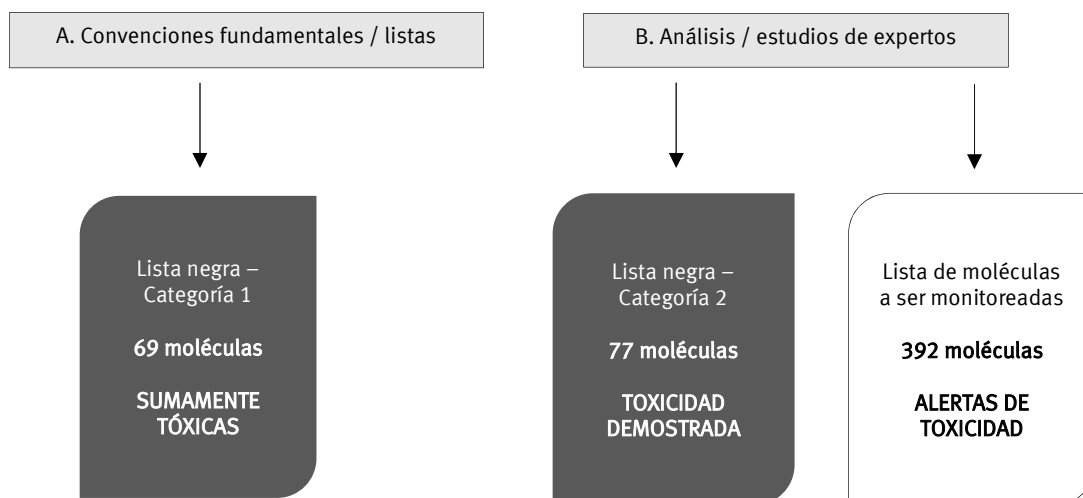 A. Convenciones fundamentales / listas
B. Análisis / estudios de expertos
Lista negra –
Categoría 1
69 moléculas
SUMAMENTE
TÓXICAS
Lista negra –
Categoría 2
77 moléculas
TOXICIDAD
DEMOSTRADA
Lista de moléculas
a ser monitoreadas
392 moléculas
ALERTAS DE
TOXICIDAD